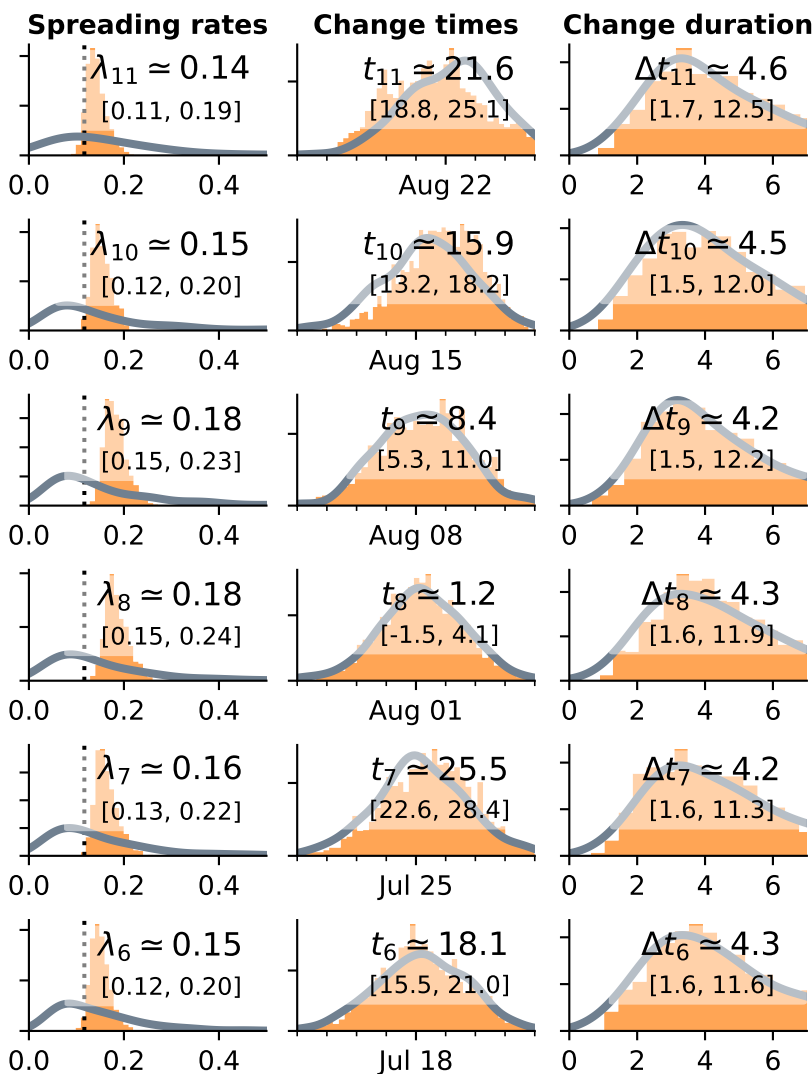 Spreading rates Change times Change duration
λ11 ≃ 0.14 t11 ≃ 21.6 Δt11 ≃ 4.6
[0.11, 0.19] [18.8, 25.1] [1.7, 12.5]
0.0 0.2 0.4 Aug 22 0 2 4 6
λ10 ≃ 0.15 t10 ≃ 15.9 Δt10 ≃ 4.5
[0.12, 0.20] [13.2, 18.2] [1.5, 12.0]
0.0 0.2 0.4 Aug 15 0 2 4 6
λ9 ≃ 0.18 t9 ≃ 8.4 Δt9 ≃ 4.2
[0.15, 0.23] [5.3, 11.0] [1.5, 12.2]
0.0 0.2 0.4 Aug 08 0 2 4 6
λ8 ≃ 0.18 t8 ≃ 1.2 Δt8 ≃ 4.3
[0.15, 0.24] [-1.5, 4.1] [1.6, 11.9]
0.0 0.2 0.4 Aug 01 0 2 4 6
λ7 ≃ 0.16 t7 ≃ 25.5 Δt7 ≃ 4.2
[0.13, 0.22] [22.6, 28.4] [1.6, 11.3]
0.0 0.2 0.4 Jul 25 0 2 4 6
λ6 ≃ 0.15 t6 ≃ 18.1 Δt6 ≃ 4.3
[0.12, 0.20] [15.5, 21.0] [1.6, 11.6]
0.0 0.2 0.4 Jul 18 0 2 4 6